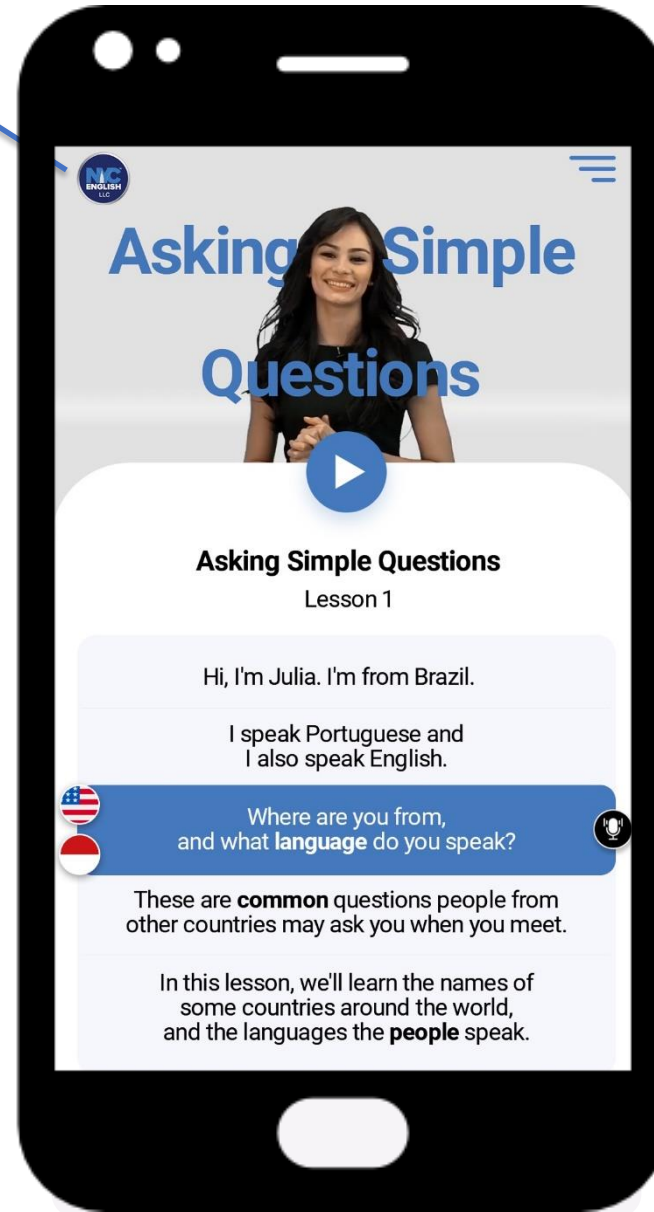 NYC
ENGLISH
LLC
Asking Simple
Questions
Asking Simple Questions
Lesson 1
Hi, I'm Julia. I'm from Brazil.
I speak Portuguese and
I also speak English.
Where are you from,
and what language do you speak?
These are common questions people from
other countries may ask you when you meet.
In this lesson, we'll learn the names of
some countries around the world,
and the languages the people speak.